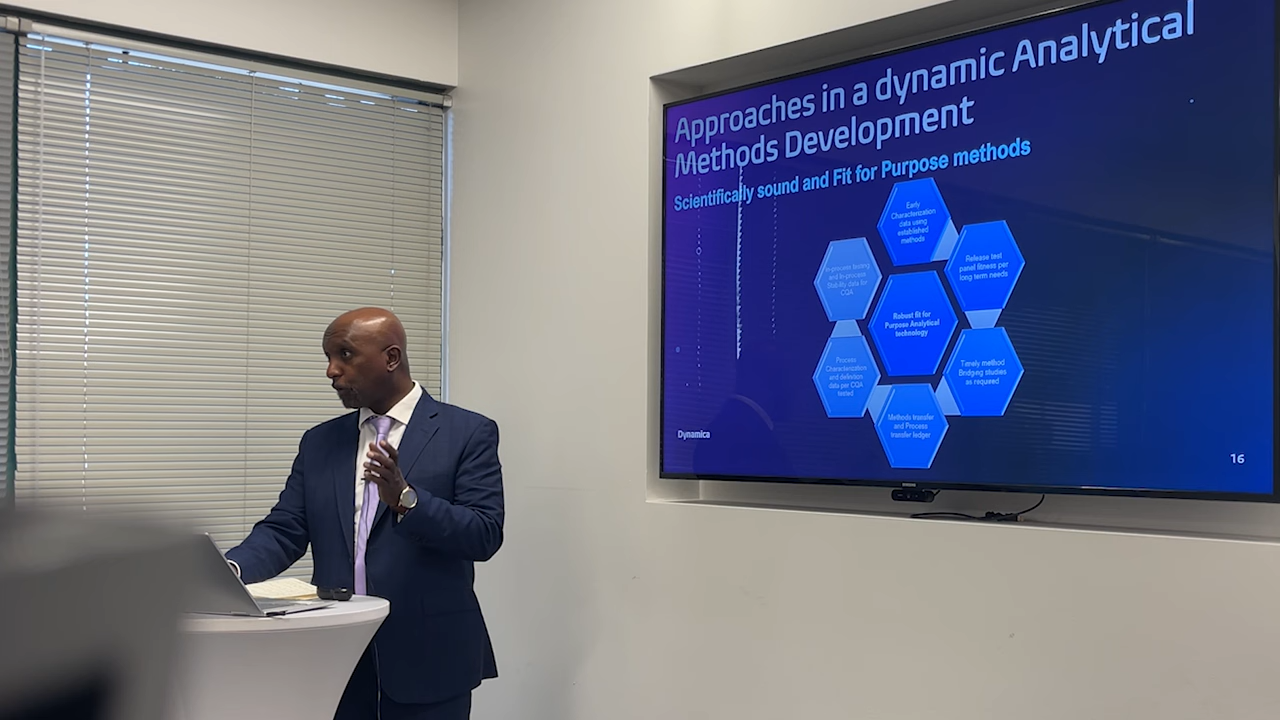 Approaches in a dynamic Analytical
Methods Development
Scientifically sound and Fit for Purpose methods
Early
Characterization
data using
established
methods
In-process testing
and In-process
Stability data for
CQA
Release test
panel fitness per
long term needs
Robust fit for
Purpose Analytical
technology
Process
Characterization
and definition
data per CQA
tested
Timely method
Bridging studies
as required
Methods transfer
and Process
transfer ledger
Dynamica
16
SAMSUNG